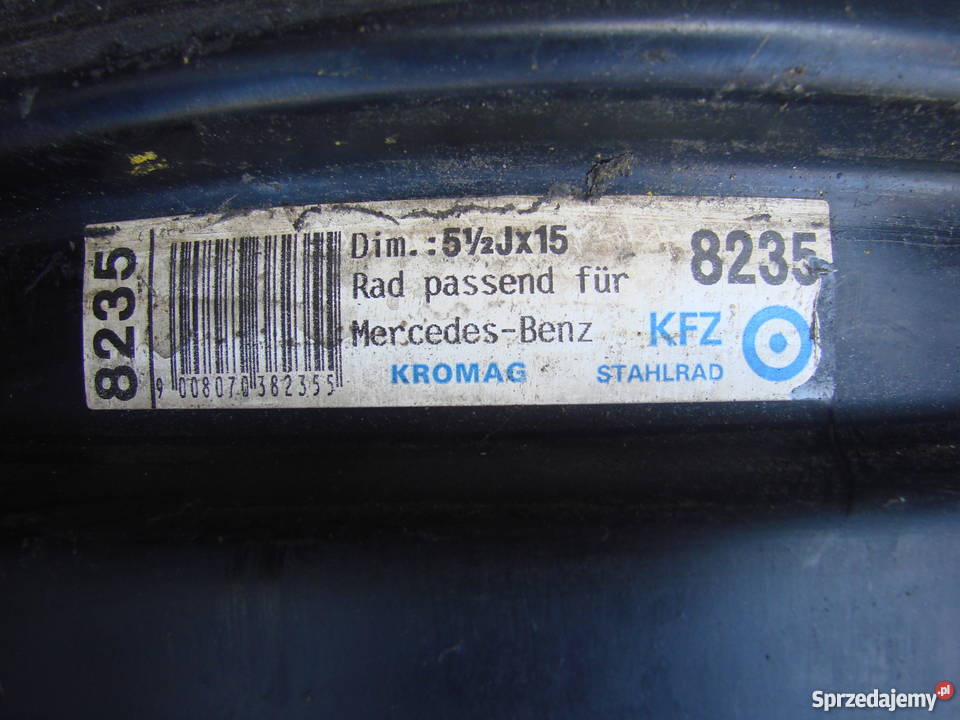 8235
9 008070 382355
Dim.: 5½Jx15
Rad passend für
Mercedes-Benz
KROMAG
8235
KFZ
STAHLRAD
Sprzedajemy.pl